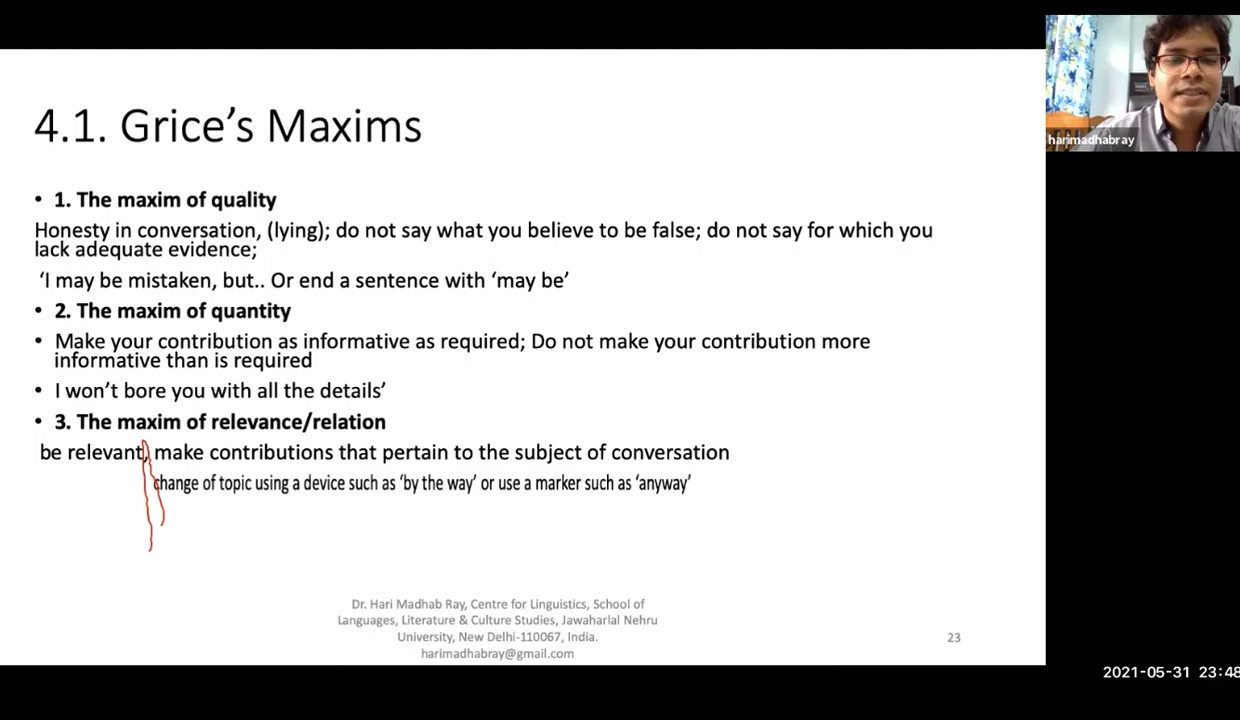 4.1. Grice's Maxims
harimadhabray
• 1. The maxim of quality
Honesty in conversation, (lying); do not say what you believe to be false; do not say for which you
lack adequate evidence;
'I may be mistaken, but.. Or end a sentence with 'may be'
• 2. The maxim of quantity
• Make your contribution as informative as required; Do not make your contribution more
informative than is required
• I won't bore you with all the details'
• 3. The maxim of relevance/relation
be relevant, make contributions that pertain to the subject of conversation
change of topic using a device such as 'by the way' or use a marker such as 'anyway'
Dr. Hari Madhab Ray, Centre for Linguistics, School of
Languages, Literature & Culture Studies, Jawaharlal Nehru
University, New Delhi-110067, India.
harimadhabray@gmail.com
23
2021-05-31 23:48